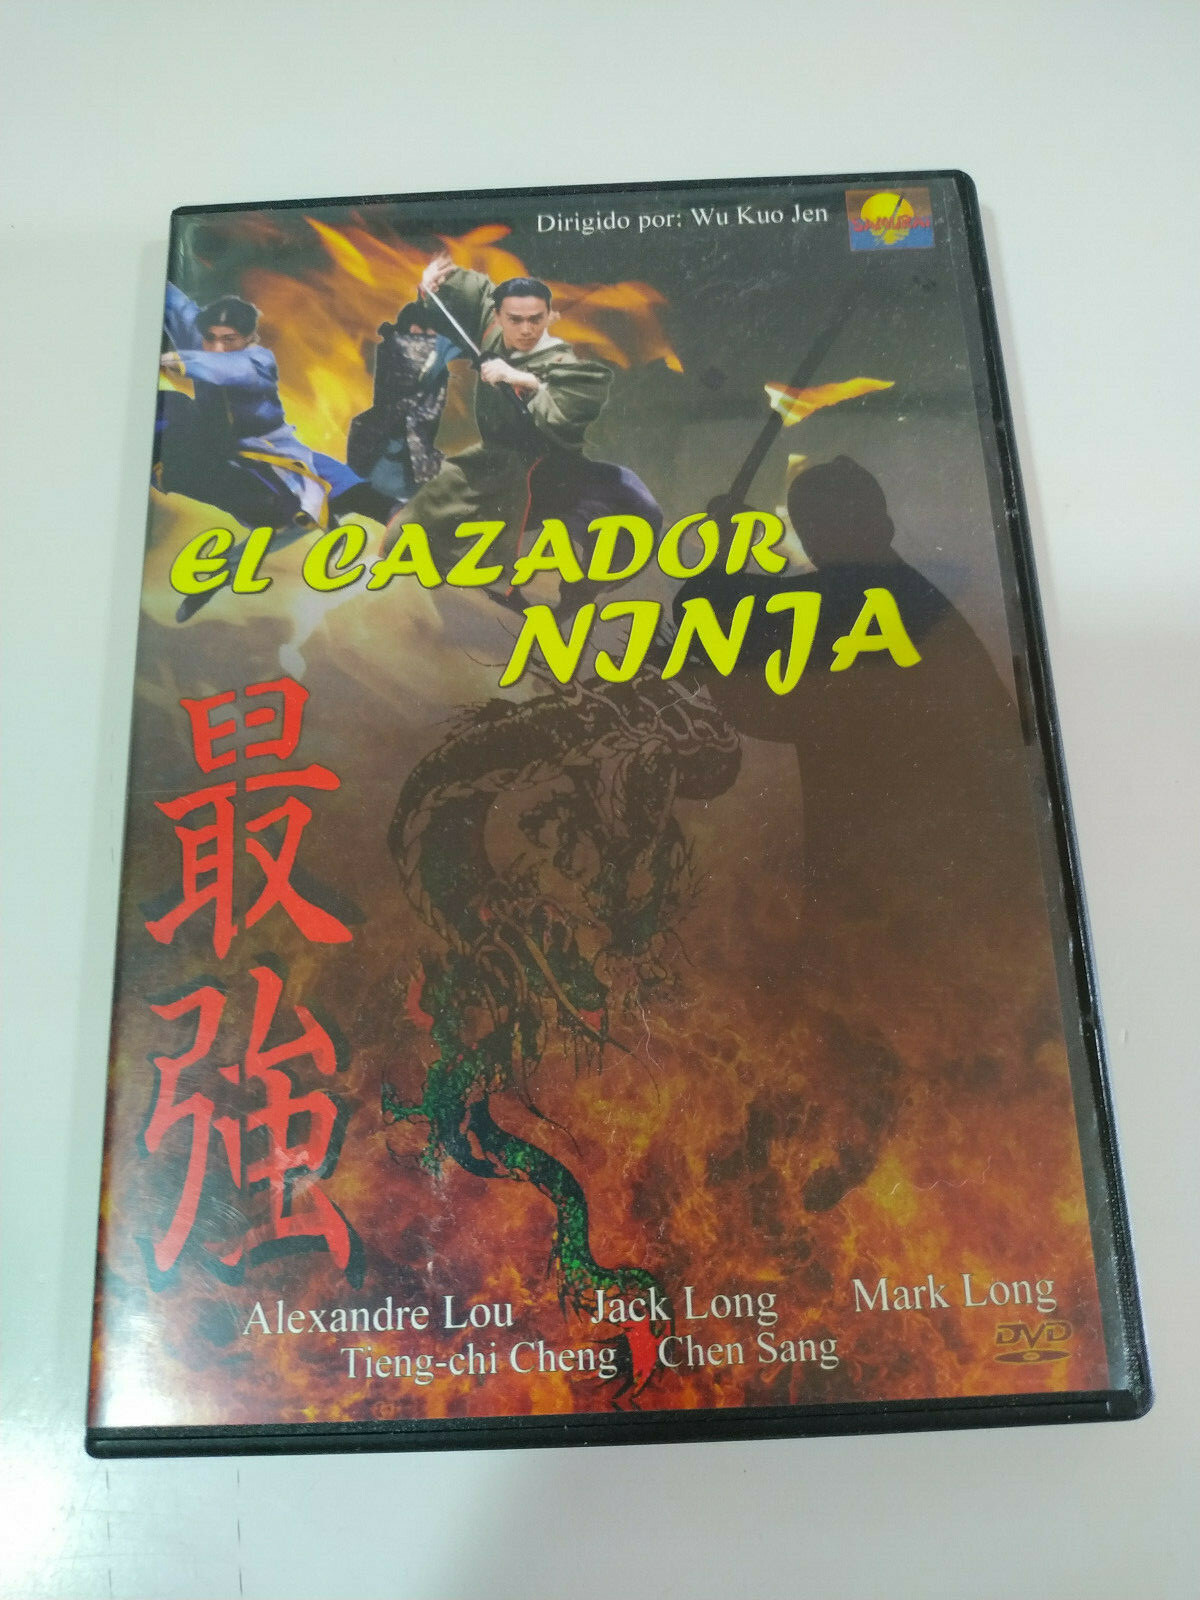 Dirigido por: Wu Kuo Jen
SAMURAI
EL CAZADOR
NINJA
最強
Alexandre Lou Jack Long Mark Long
Tieng-chi Cheng Chen Sang
DVD